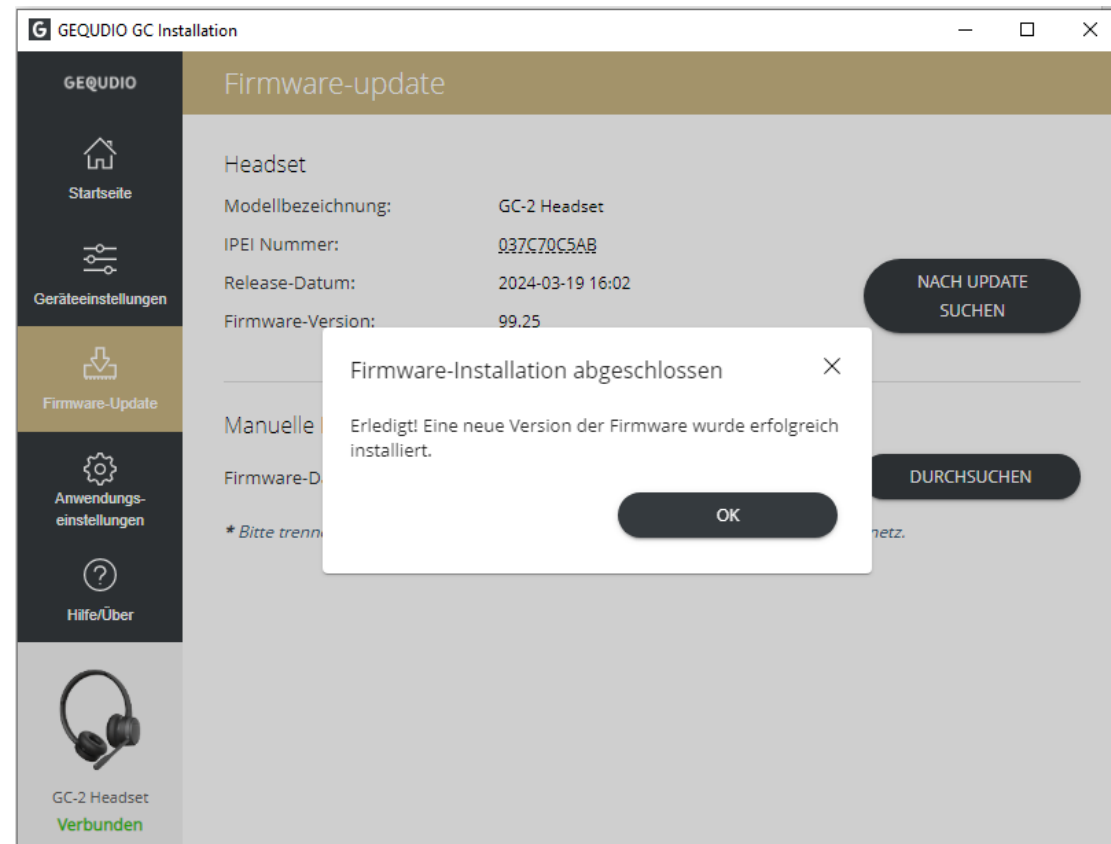 GEQUDIO GC Installation
GEQUDIO
Firmware-update
Startseite
Geräteeinstellungen
Firmware-Update
Anwendungs-
einstellungen
Hilfe/Über
GC-2 Headset
Verbunden
Headset
Modellbezeichnung: GC-2 Headset
IPEI Nummer: 037C70C5AB
Release-Datum: 2024-03-19 16:02
Firmware-Version: 99.25
NACH UPDATE
SUCHEN
Manuelle
Firmware-D
DURCHSUCHEN
* Bitte trenn
netz.
Firmware-Installation abgeschlossen
Erledigt! Eine neue Version der Firmware wurde erfolgreich
installiert.
OK